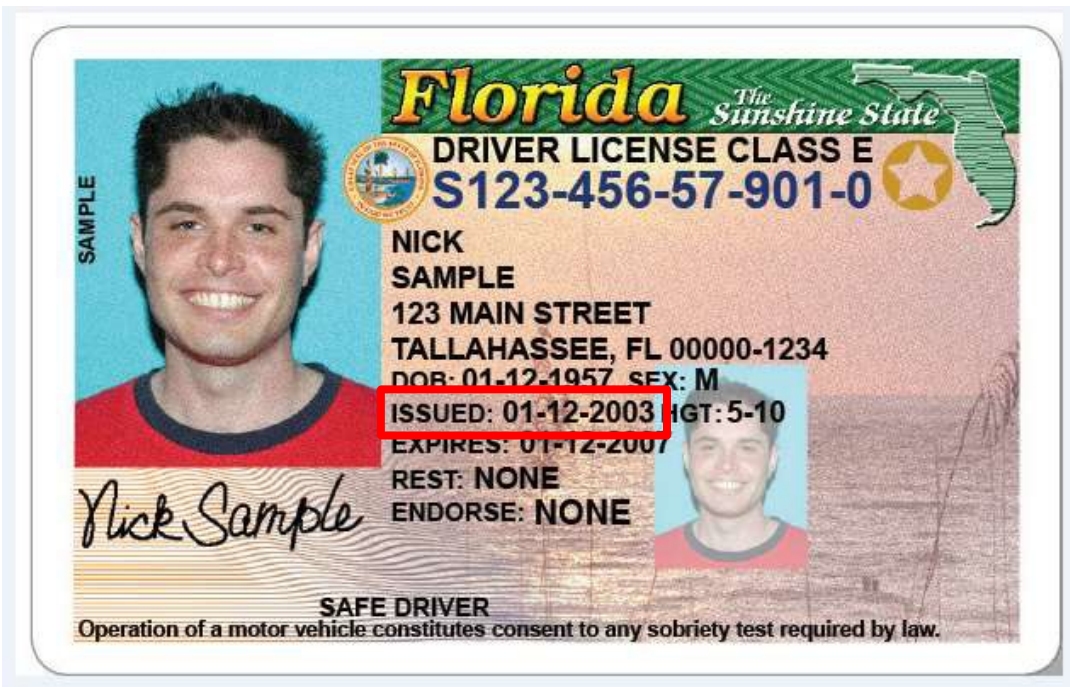 SAMPLE
Florida The Sunshine State
DRIVER LICENSE CLASS E
S123-456-57-901-0
NICK
SAMPLE
123 MAIN STREET
TALLAHASSEE, FL 00000-1234
DOB: 01-12-1957 SEX: M
ISSUED: 01-12-2003 HGT: 5-10
EXPIRES: 01-12-2007
REST: NONE
ENDORSE: NONE
Nick Sample
SAFE DRIVER
Operation of a motor vehicle constitutes consent to any sobriety test required by law.